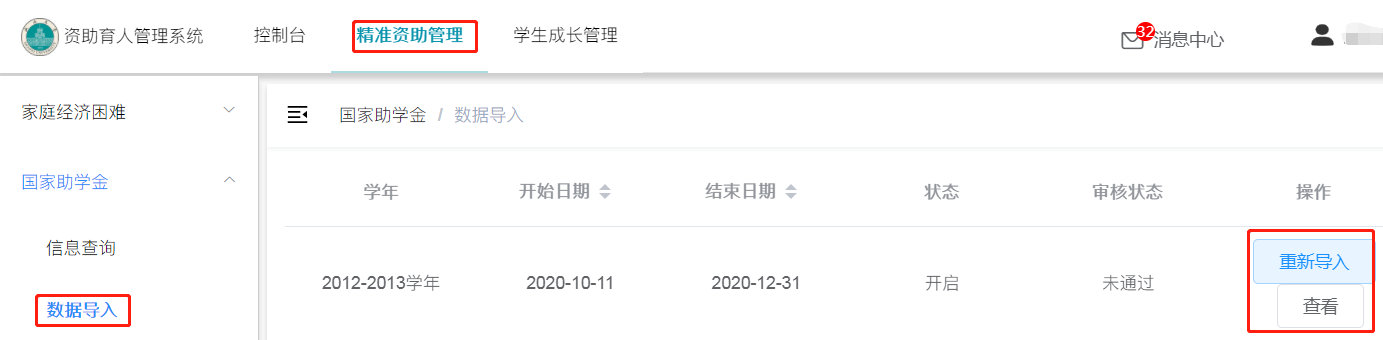 资助育人管理系统 控制台 精准资助管理 学生成长管理 32 消息中心
家庭经济困难
国家助学金 / 数据导入
国家助学金
学年 开始日期 结束日期 状态 审核状态 操作
信息查询
2012-2013学年 2020-10-11 2020-12-31 开启 未通过 重新导入
查看
数据导入